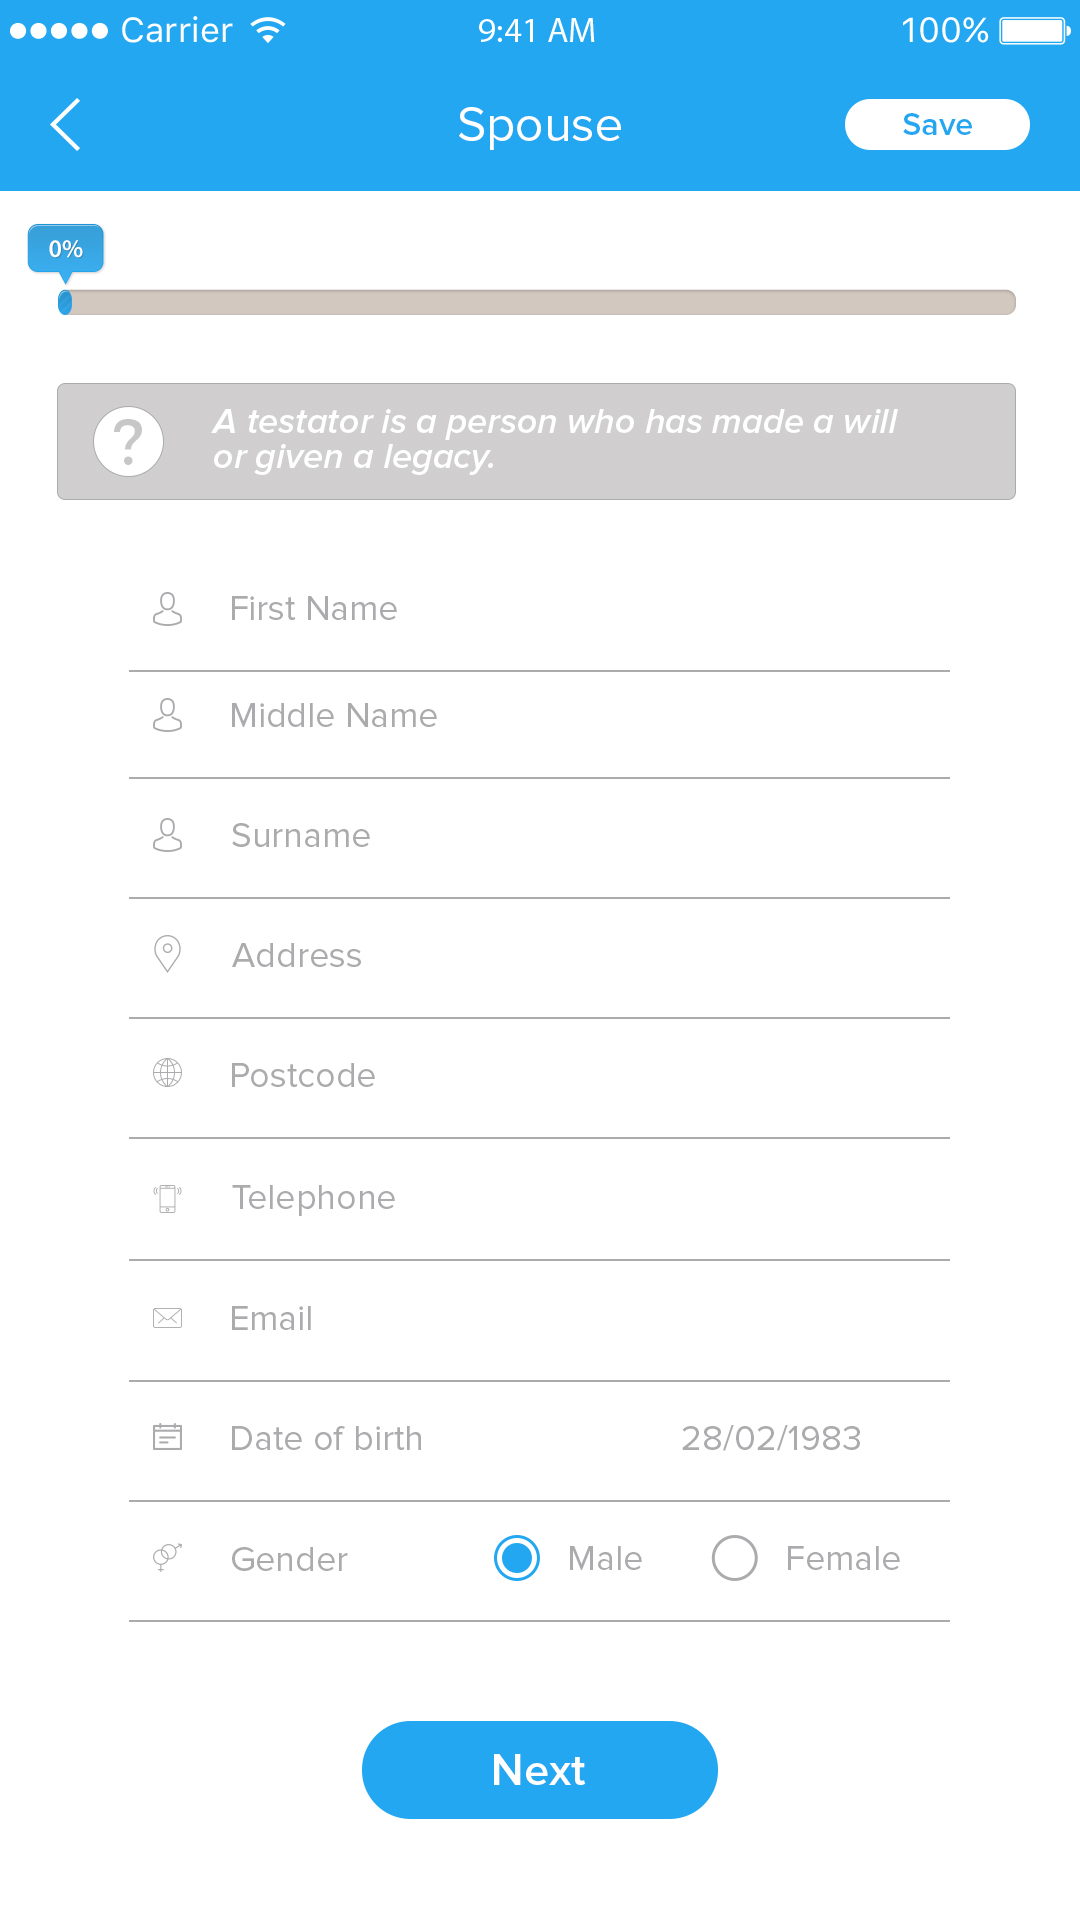 Carrier 9:41 AM 100%
Spouse Save
0%
? A testator is a person who has made a will
or given a legacy.
First Name
Middle Name
Surname
Address
Postcode
Telephone
Email
Date of birth 28/02/1983
Gender Male Female
Next